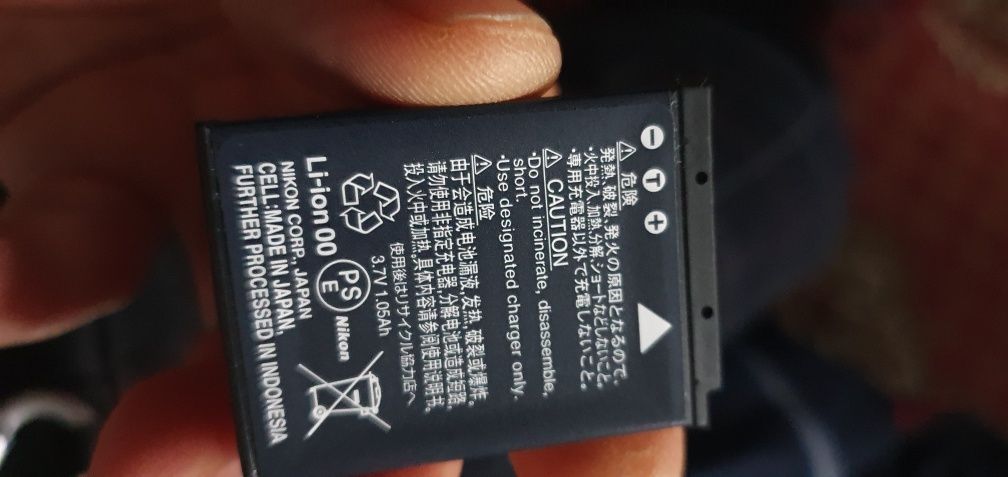 − T +
⚠ 危険
発熱、破裂、発火の原因となるので、
・火中投入、加熱、分解、ショートなどしないこと。
・専用充電器以外で充電しないこと。
⚠ CAUTION
・Do not incinerate, disassemble,
short.
・Use designated charger only.
⚠ 危险
由于会造成电池漏液,发热,破裂或爆炸。
请勿使用非指定充电器,分解电池或造成短路,
投入火中或加热。具体内容请参阅使用说明书。
使用後はリサイクル協力店へ
3.7V 1.05Ah
Li-ion 00
PS
E
Nikon
NIKON CORP., JAPAN
CELL:MADE IN JAPAN,
FURTHER PROCESSED IN INDONESIA